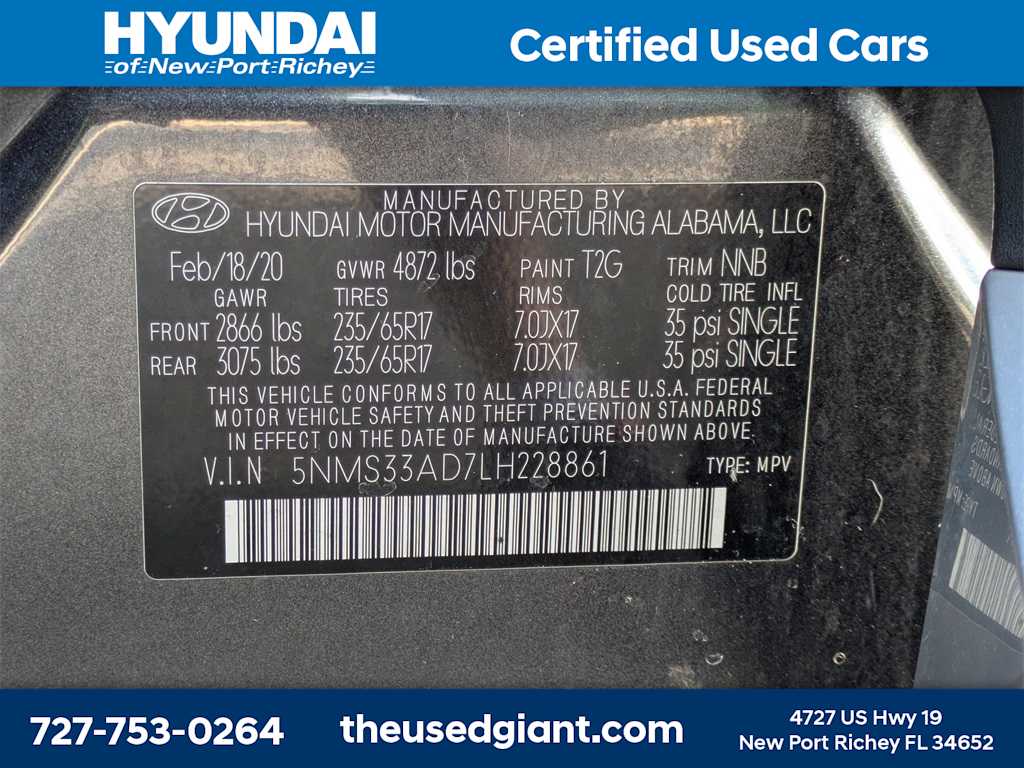 HYUNDAI
of New Port Richey
Certified Used Cars
MANUFACTURED BY
HYUNDAI MOTOR MANUFACTURING ALABAMA, LLC
Feb/18/20 GVWR 4872 lbs PAINT T2G TRIM NNB
GAWR TIRES RIMS COLD TIRE INFL
FRONT 2866 lbs 235/65R17 7.0JX17 35 psi SINGLE
REAR 3075 lbs 235/65R17 7.0JX17 35 psi SINGLE
THIS VEHICLE CONFORMS TO ALL APPLICABLE U.S.A. FEDERAL
MOTOR VEHICLE SAFETY AND THEFT PREVENTION STANDARDS
IN EFFECT ON THE DATE OF MANUFACTURE SHOWN ABOVE.
V.I.N 5NMS33AD7LH228861 TYPE: MPV
727-753-0264
theusedgiant.com
4727 US Hwy 19
New Port Richey FL 34652